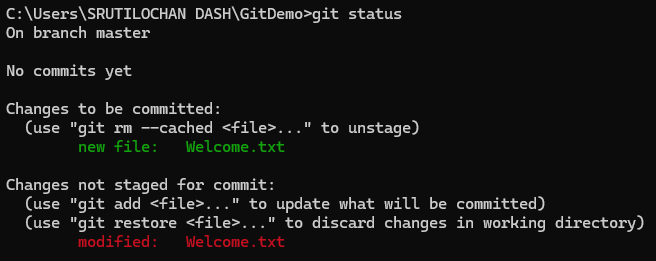 C:\Users\SRUTILOCHAN DASH\GitDemo>git status
On branch master
No commits yet
Changes to be committed:
(use "git rm --cached <file>..." to unstage)
new file:   Welcome.txt
Changes not staged for commit:
(use "git add <file>..." to update what will be committed)
(use "git restore <file>..." to discard changes in working directory)
modified:   Welcome.txt